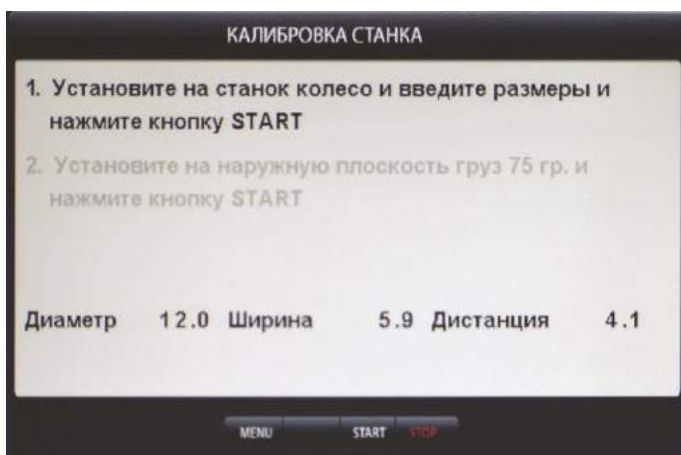 КАЛИБРОВКА СТАНКА
1. Установите на станок колесо и введите размеры и
нажмите кнопку START
2. Установите на наружную плоскость груз 75 гр. и
нажмите кнопку START
Диаметр 12.0 Ширина 5.9 Дистанция 4.1
MENU START STOP